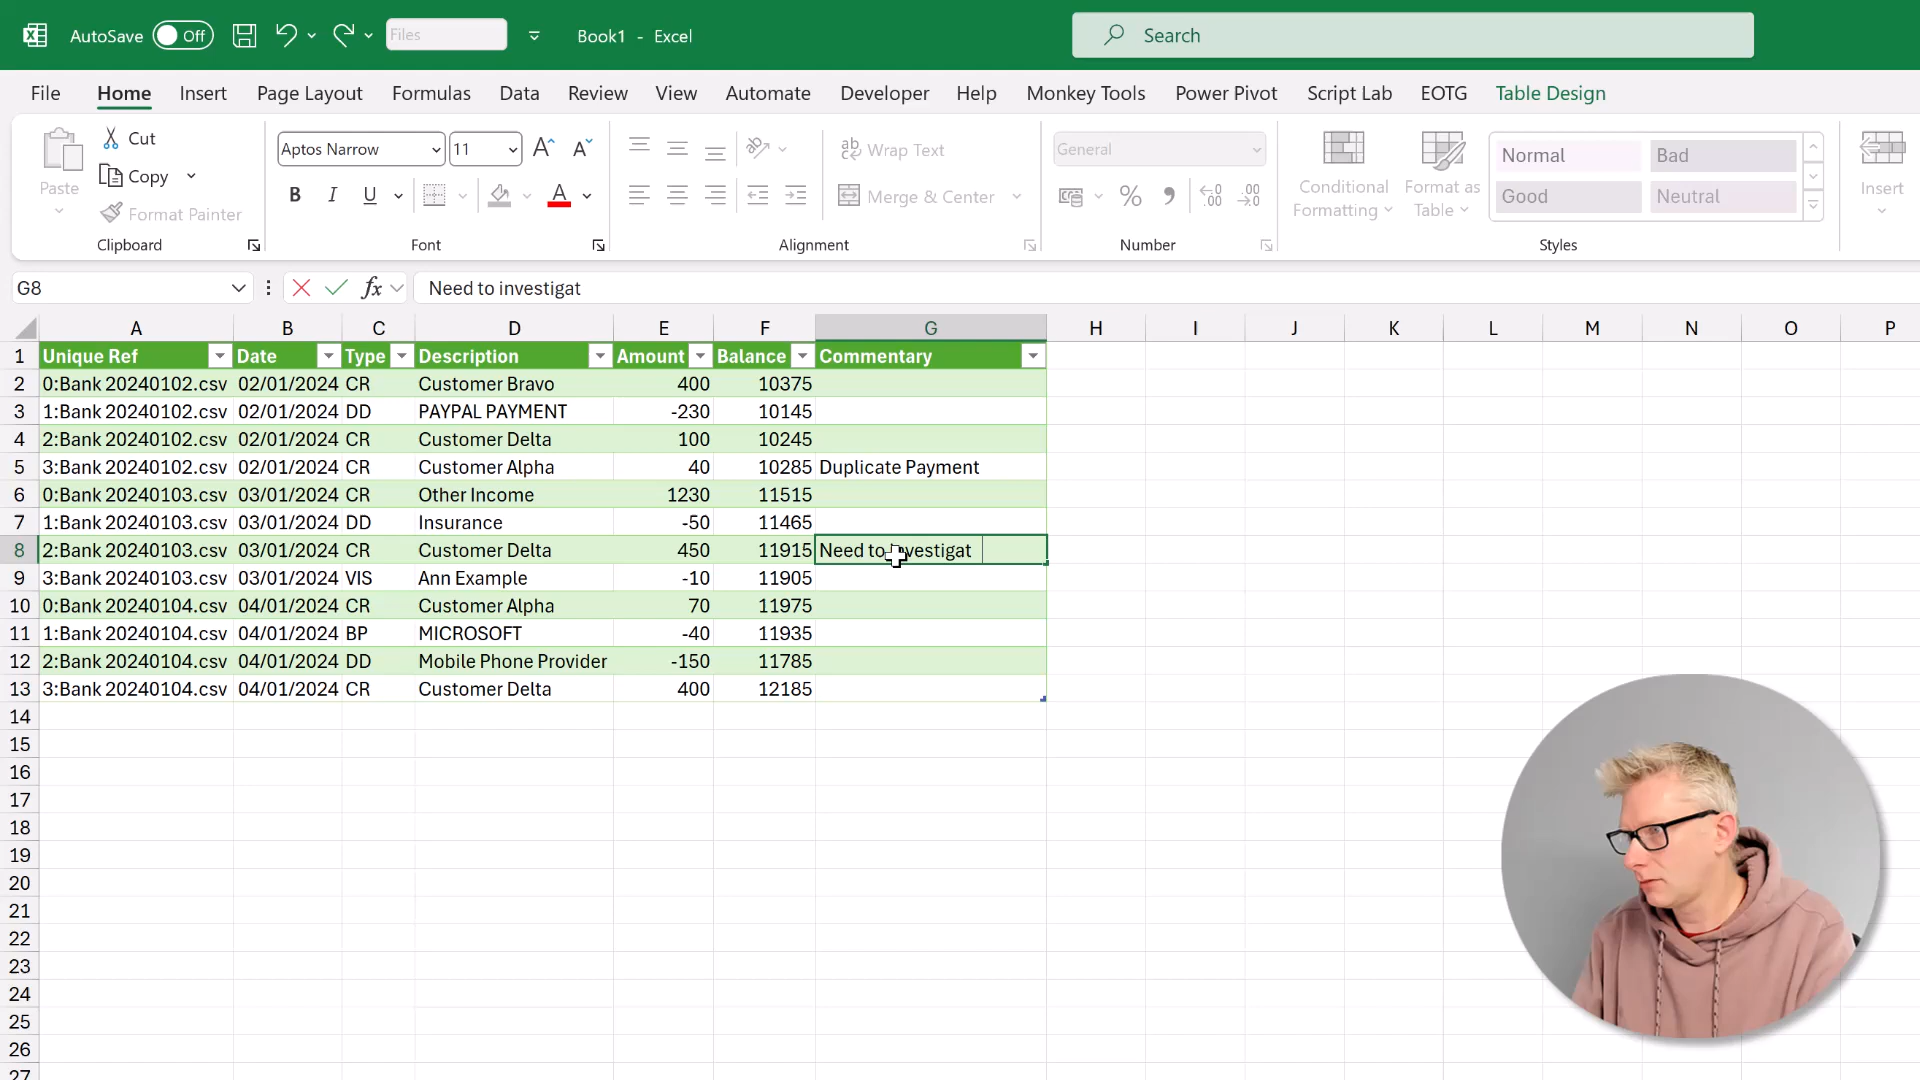 AutoSave Off Files Book1 - Excel Search
File Home Insert Page Layout Formulas Data Review View Automate Developer Help Monkey Tools Power Pivot Script Lab EOTG Table Design
Paste Cut
Copy
Format Painter
Clipboard
Aptos Narrow 11
A A
B I U A
Font
ab Wrap Text
Merge & Center
Alignment
General
% 9 .00
Number
Conditional Formatting
Format as Table
Normal Bad
Good Neutral
Styles
Insert
G8 fx Need to investigat
A B C D E F G H I J K L M N O P
1 Unique Ref Date Type Description Amount Balance Commentary
2 0:Bank 20240102.csv 02/01/2024 CR Customer Bravo 400 10375
3 1:Bank 20240102.csv 02/01/2024 DD PAYPAL PAYMENT -230 10145
4 2:Bank 20240102.csv 02/01/2024 CR Customer Delta 100 10245
5 3:Bank 20240102.csv 02/01/2024 CR Customer Alpha 40 10285 Duplicate Payment
6 0:Bank 20240103.csv 03/01/2024 CR Other Income 1230 11515
7 1:Bank 20240103.csv 03/01/2024 DD Insurance -50 11465
8 2:Bank 20240103.csv 03/01/2024 CR Customer Delta 450 11915 Need to investigat
9 3:Bank 20240103.csv 03/01/2024 VIS Ann Example -10 11905
10 0:Bank 20240104.csv 04/01/2024 CR Customer Alpha 70 11975
11 1:Bank 20240104.csv 04/01/2024 BP MICROSOFT -40 11935
12 2:Bank 20240104.csv 04/01/2024 DD Mobile Phone Provider -150 11785
13 3:Bank 20240104.csv 04/01/2024 CR Customer Delta 400 12185
14
15
16
17
18
19
20
21
22
23
24
25
26
27